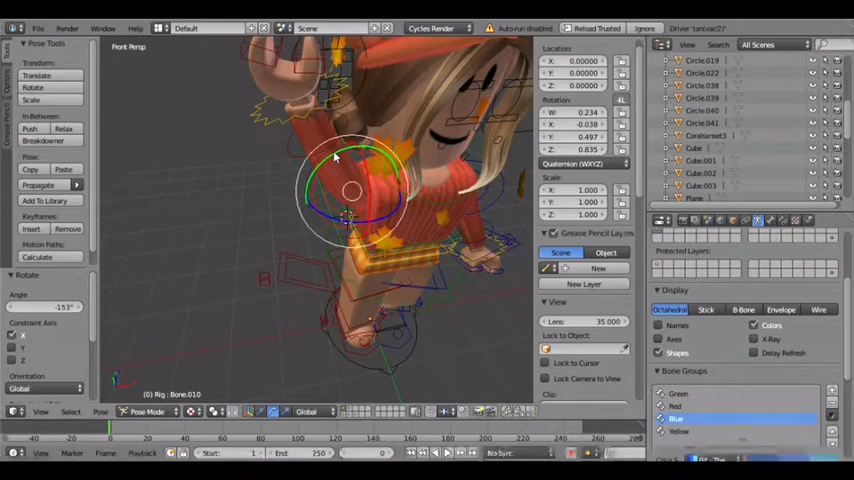 File
Render
Window
Help
Default
Scene
Cycles Render
Auto-run disabled
Reload Trusted
Ignore
Front Persp
Tools
Options
Grease Pencil
Pose Tools
Transform:
Translate
Rotate
Scale
In-Between:
Push
Relax
Breakdowner
Pose:
Copy
Paste
Propagate
Add To Library
Keyframes:
Insert
Remove
Motion Paths:
Calculate
Rotate
Angle
-153°
Constraint Axis
X
Y
Z
Orientation
Global
(0) Rig : Bone.010
View
Select
Pose
Pose Mode
Global
Location:
X: 0.00000
Y: 0.00000
Z: 0.00000
Rotation: 4L
W: 0.234
X: -0.038
Y: 0.497
Z: 0.835
Quaternion (WXYZ)
Scale:
X: 1.000
Y: 1.000
Z: 1.000
Grease Pencil Layers
Scene
Object
New
New Layer
View
Lens: 35.000
Lock to Object:
Lock to Cursor
Lock Camera to View
Clip:
View
Search
All Scenes
Circle.019
Circle.022
Circle.038
Circle.039
Circle.040
Circle.041
Coralsonset3
Cube
Cube.001
Cube.002
Cube.003
Plane
Protected Layers:
Display
Octahedral
Stick
B-Bone
Envelope
Wire
Names
Colors
Axes
X-Ray
Shapes
Delay Refresh
Bone Groups
Green
Red
Blue
Yellow
-40 -20 0 20 40 60 80 100 120 140 160 180 200 220 240 260 280
View
Marker
Frame
Playback
Start: 1
End: 250
0
No Sync